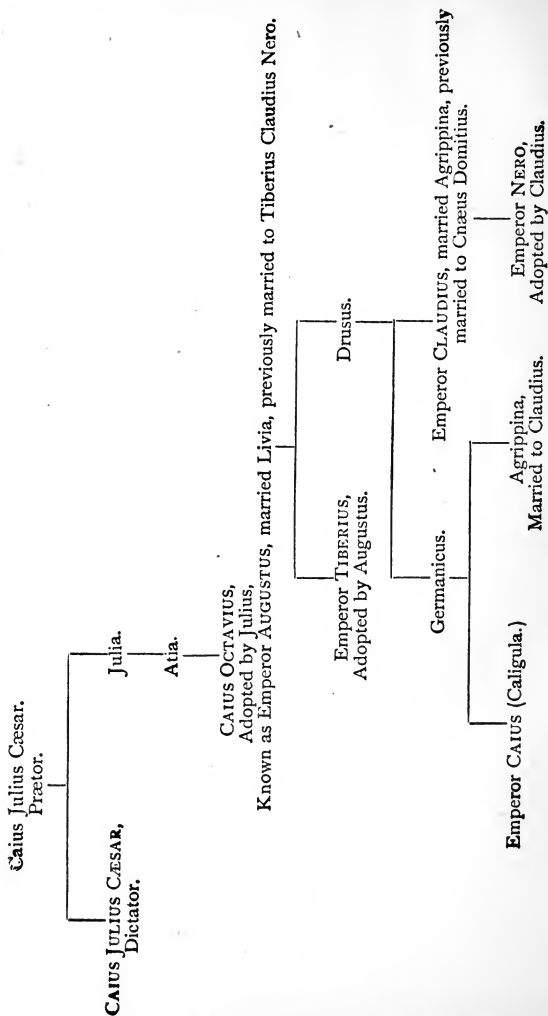 Caius Julius Cæsar.
Prætor.
CAIUS JULIUS CÆSAR,
Dictator.
Julia.
Atia.
CAIUS OCTAVIUS,
Adopted by Julius,
Known as Emperor AUGUSTUS, married Livia, previously married to Tiberius Claudius Nero.
Emperor TIBERIUS,
Adopted by Augustus.
Drusus.
Germanicus.
Emperor CLAUDIUS, married Agrippina, previously
married to Cnæus Domitius.
Emperor CAIUS (Caligula.)
Agrippina,
Married to Claudius.
Emperor NERO,
Adopted by Claudius.